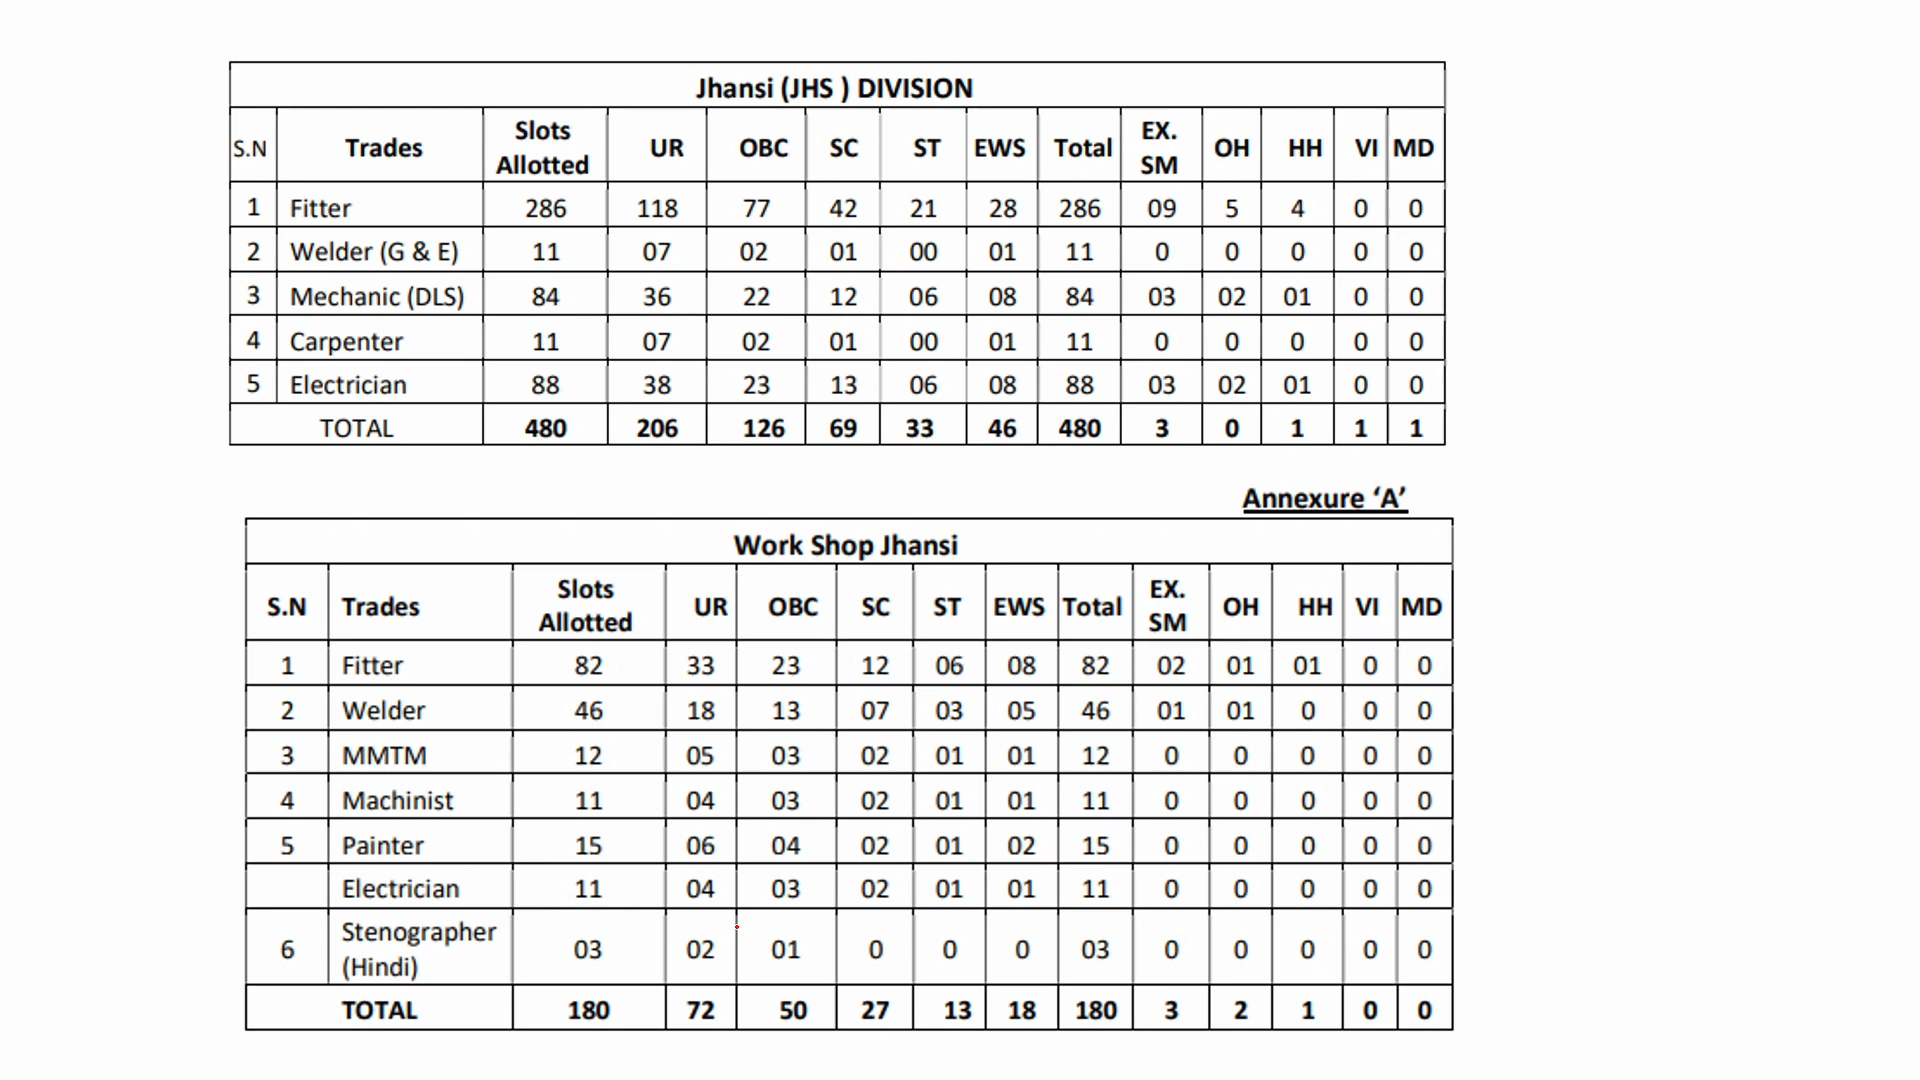 Jhansi (JHS ) DIVISION
S.N Trades Slots Allotted UR OBC SC ST EWS Total EX. SM OH HH VI MD
1 Fitter 286 118 77 42 21 28 286 09 5 4 0 0
2 Welder (G & E) 11 07 02 01 00 01 11 0 0 0 0 0
3 Mechanic (DLS) 84 36 22 12 06 08 84 03 02 01 0 0
4 Carpenter 11 07 02 01 00 01 11 0 0 0 0 0
5 Electrician 88 38 23 13 06 08 88 03 02 01 0 0
TOTAL 480 206 126 69 33 46 480 3 0 1 1 1
Annexure ‘A’
Work Shop Jhansi
S.N Trades Slots Allotted UR OBC SC ST EWS Total EX. SM OH HH VI MD
1 Fitter 82 33 23 12 06 08 82 02 01 01 0 0
2 Welder 46 18 13 07 03 05 46 01 01 0 0 0
3 MMTM 12 05 03 02 01 01 12 0 0 0 0 0
4 Machinist 11 04 03 02 01 01 11 0 0 0 0 0
5 Painter 15 06 04 02 01 02 15 0 0 0 0 0
Electrician 11 04 03 02 01 01 11 0 0 0 0 0
6 Stenographer (Hindi) 03 02 01 0 0 0 03 0 0 0 0 0
TOTAL 180 72 50 27 13 18 180 3 2 1 0 0